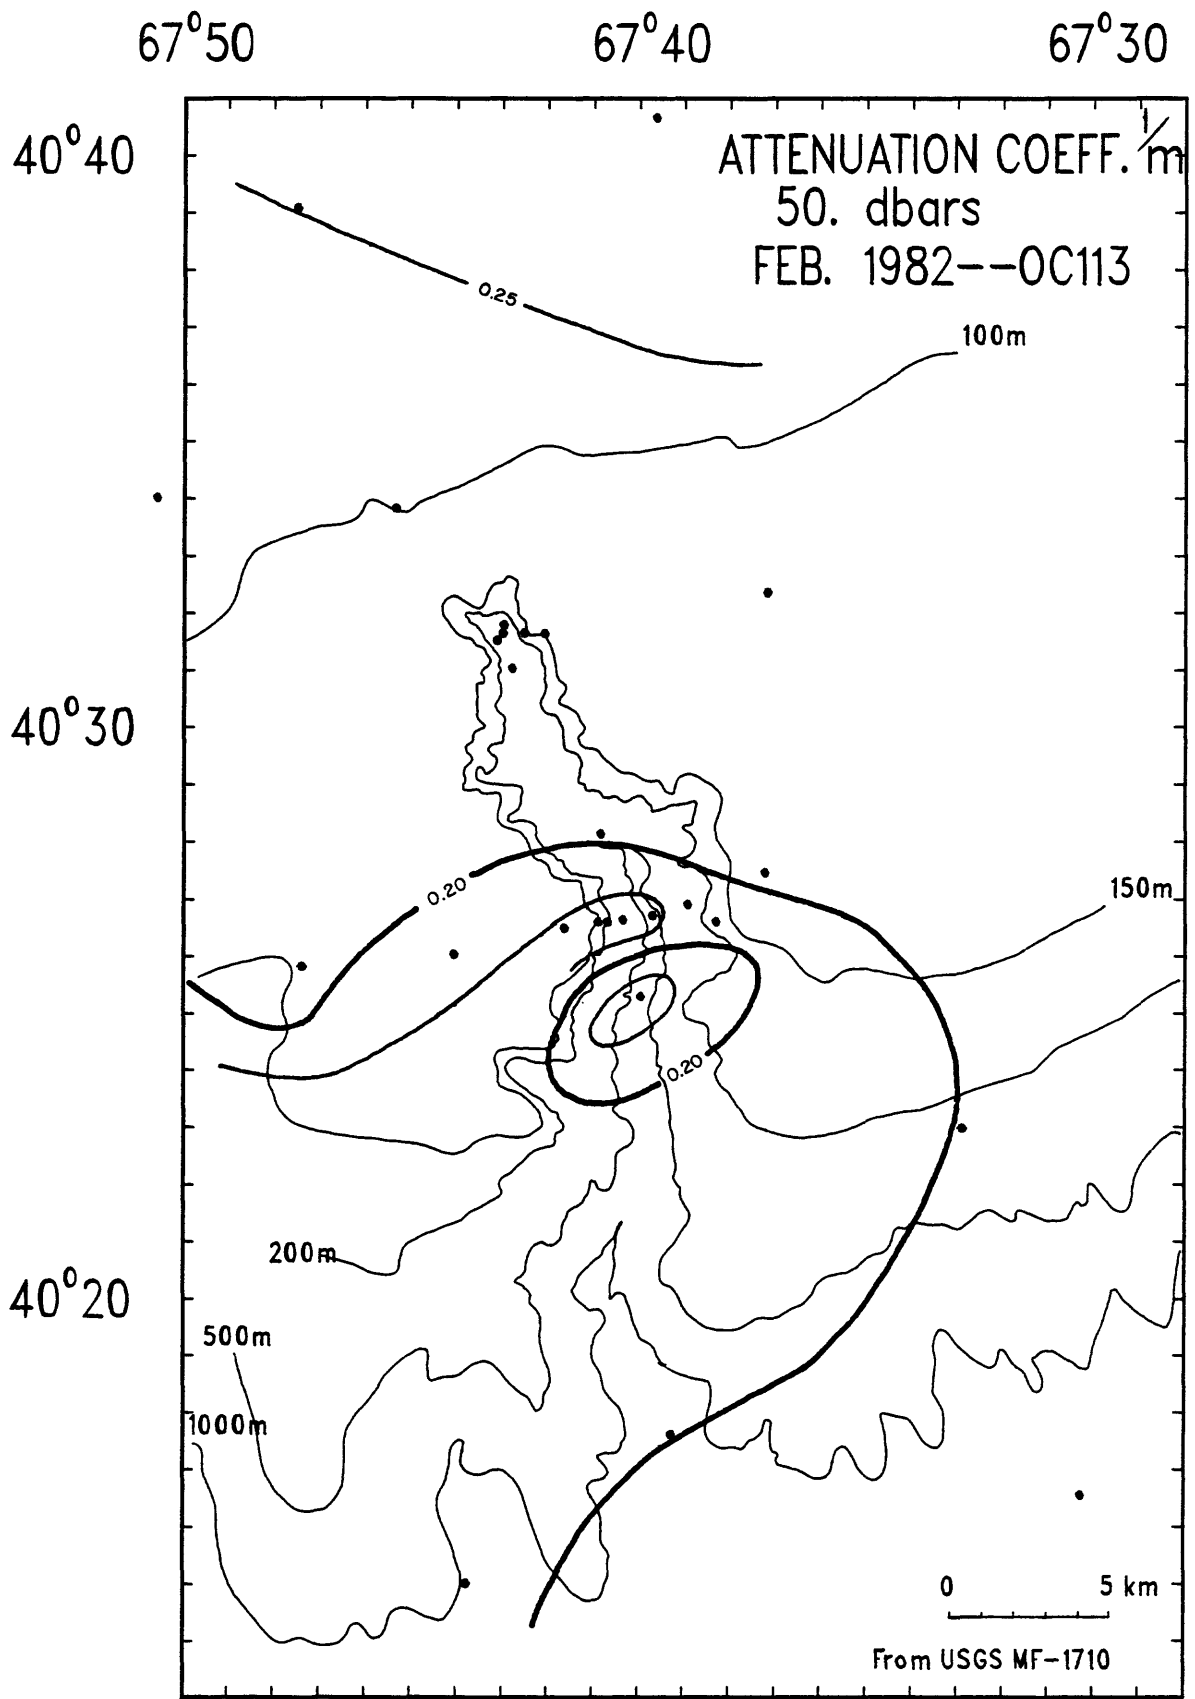 67°50 67°40 67°30
40°40
ATTENUATION COEFF. 1/m
50. dbars
FEB. 1982--OC113
0.25
100m
40°30
0.20
150m
0.20
200m
40°20
500m
1000m
0 5 km
From USGS MF-1710